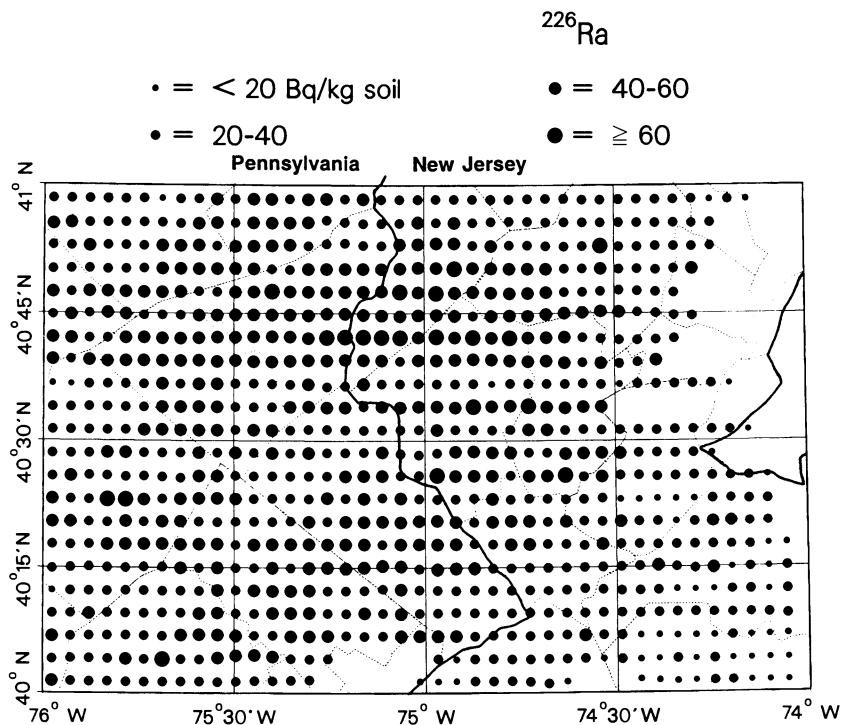 ²²⁶Ra
• = < 20 Bq/kg soil
● = 40-60
● = 20-40
● = ≧ 60
Pennsylvania New Jersey
41° N
40°45′ N
40°30′ N
40°15′ N
40° N
76° W 75°30′ W 75° W 74°30′ W 74° W